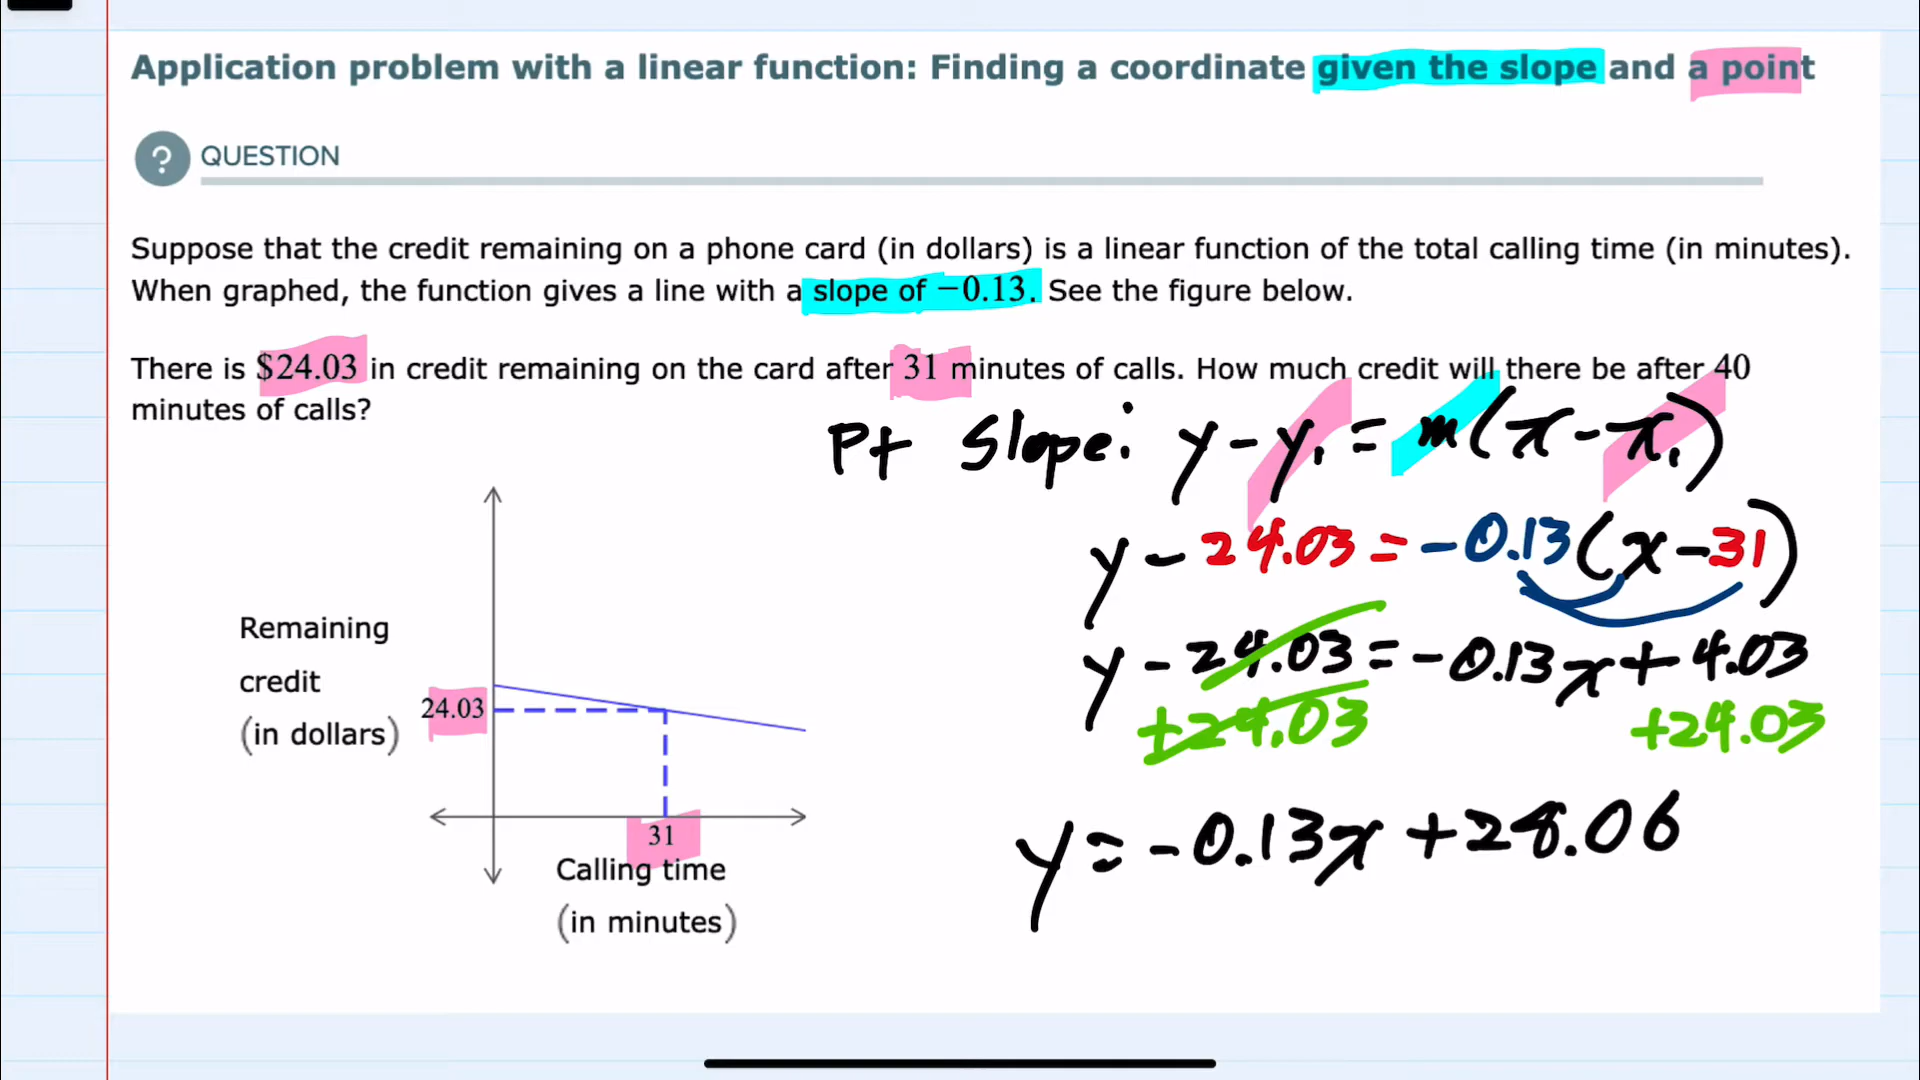 Application problem with a linear function: Finding a coordinate given the slope and a point
? QUESTION
Suppose that the credit remaining on a phone card (in dollars) is a linear function of the total calling time (in minutes).
When graphed, the function gives a line with a slope of −0.13. See the figure below.
There is $24.03 in credit remaining on the card after 31 minutes of calls. How much credit will there be after 40
minutes of calls?
Pt Slope: y - y₁ = m(x - x₁)
y - 24.03 = -0.13(x - 31)
y - 24.03 = -0.13x + 4.03
+24.03 +24.03
y = -0.13x + 28.06
Remaining
credit
(in dollars)
24.03
31
Calling time
(in minutes)